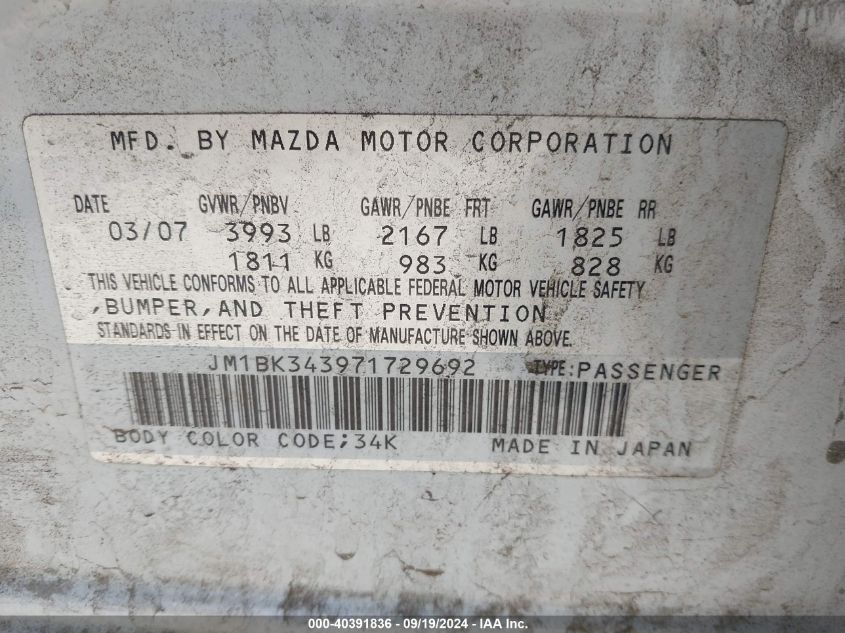 MFD. BY MAZDA MOTOR CORPORATION
DATE GVWR/PNBV GAWR/PNBE FRT GAWR/PNBE RR
03/07 3993 LB 2167 LB 1825 LB
1811 KG 983 KG 828 KG
THIS VEHICLE CONFORMS TO ALL APPLICABLE FEDERAL MOTOR VEHICLE SAFETY
,BUMPER,AND THEFT PREVENTION
STANDARDS IN EFFECT ON THE DATE OF MANUFACTURE SHOWN ABOVE.
JM1BK343971729692 TYPE:PASSENGER
BODY COLOR CODE;34K MADE IN JAPAN
000-40391836 - 09/19/2024 - IAAI Inc.